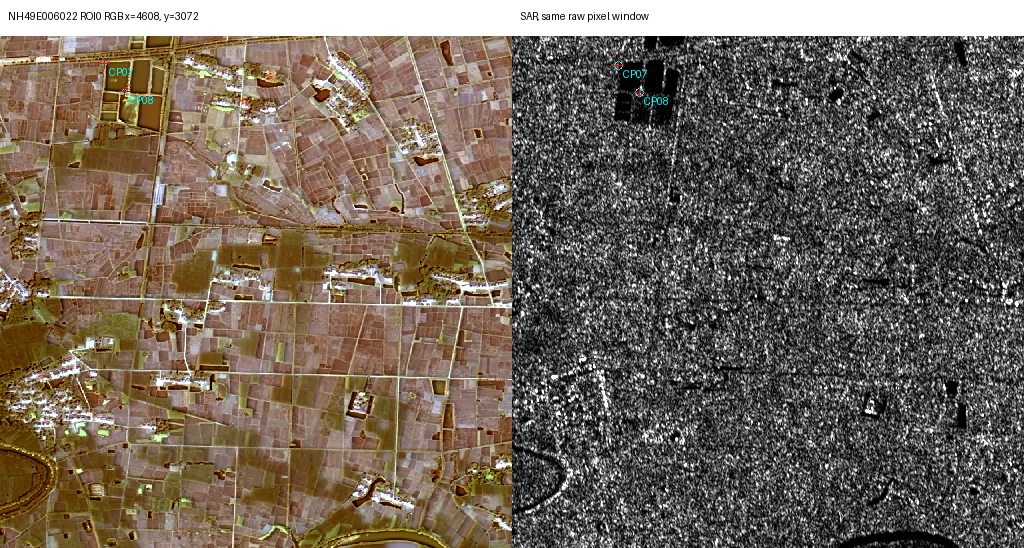 NH49E006022 ROI0 RGB x=4608, y=3072
SAR, same raw pixel window
CP07
CP08
CP07
CP08